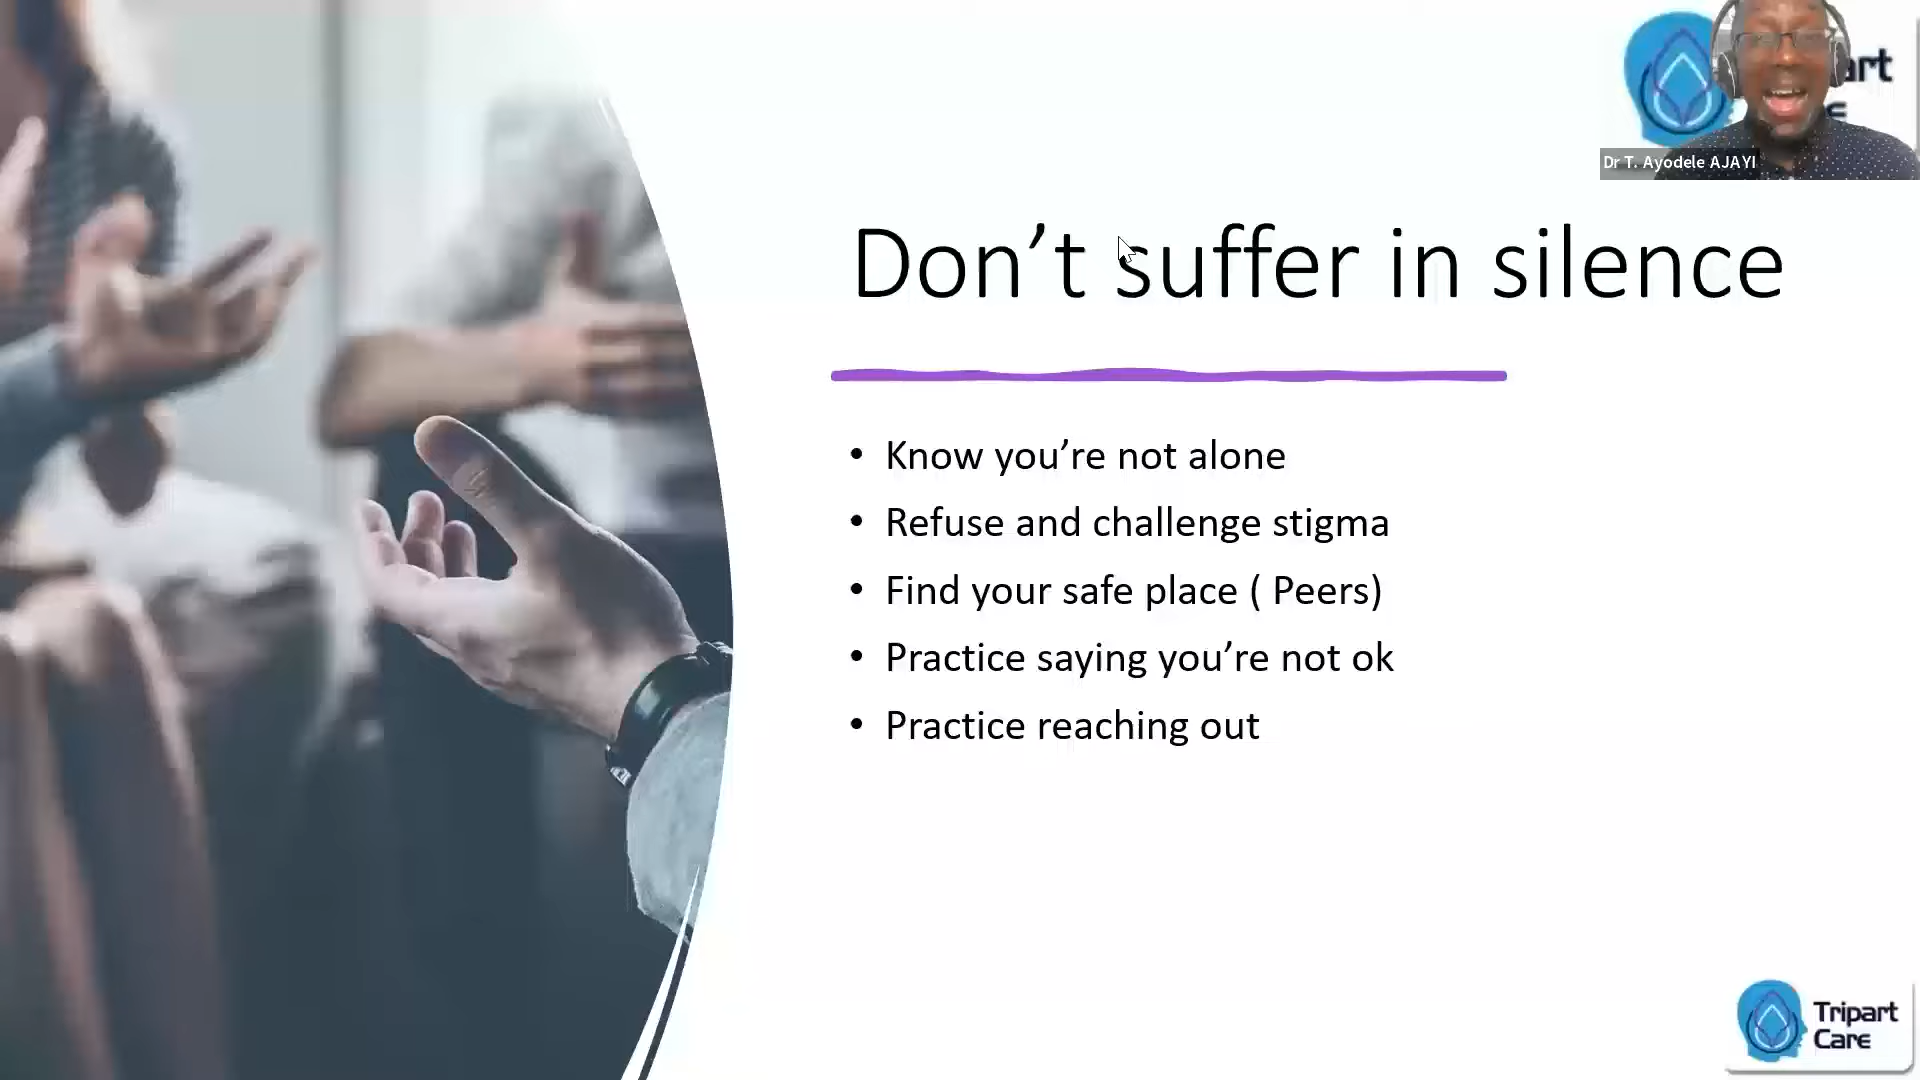 art
Dr T. Ayodele AJAYI
Don’t suffer in silence
• Know you’re not alone
• Refuse and challenge stigma
• Find your safe place ( Peers)
• Practice saying you’re not ok
• Practice reaching out
Tripart
Care